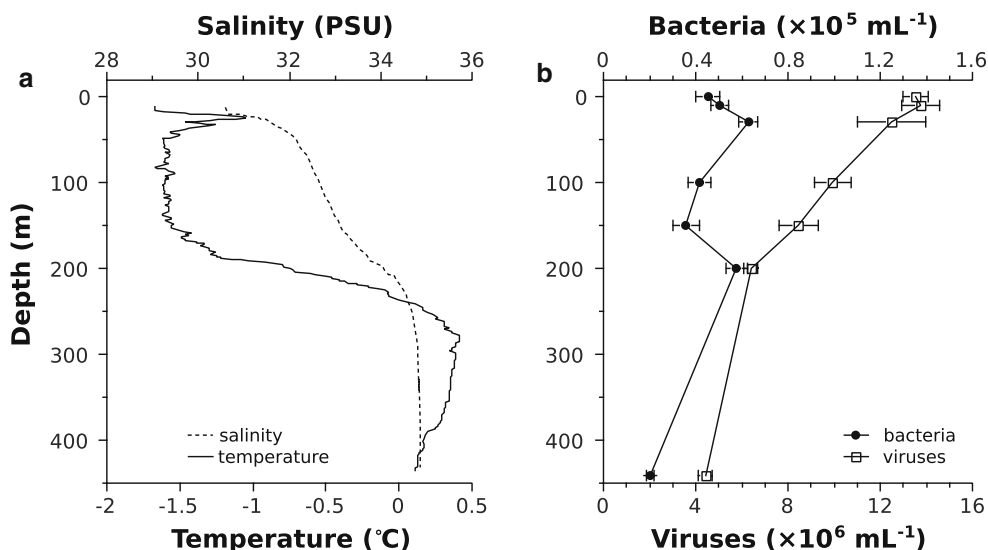 a
Salinity (PSU)
28 30 32 34 36
Depth (m)
0
100
200
300
400
salinity
temperature
-2 -1.5 -1 -0.5 0 0.5
Temperature (°C)
b
Bacteria (×10⁵ mL⁻¹)
0 0.4 0.8 1.2 1.6
0
100
200
300
400
bacteria
viruses
0 4 8 12 16
Viruses (×10⁶ mL⁻¹)